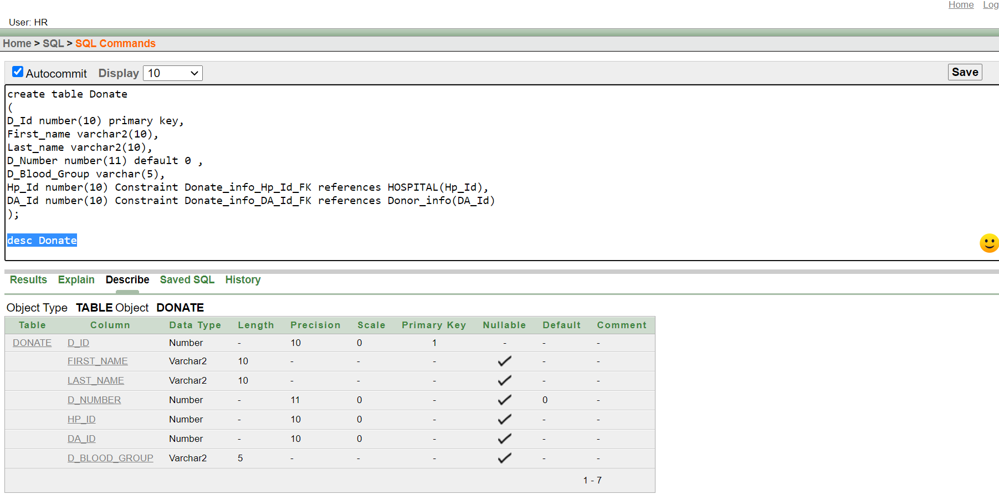 Home Log
User: HR
Home > SQL > SQL Commands
Autocommit Display 10 Save
create table Donate
(
D_Id number(10) primary key,
First_name varchar2(10),
Last_name varchar2(10),
D_Number number(11) default 0 ,
D_Blood_Group varchar(5),
Hp_Id number(10) Constraint Donate_info_Hp_Id_FK references HOSPITAL(Hp_Id),
DA_Id number(10) Constraint Donate_info_DA_Id_FK references Donor_info(DA_Id)
);
desc Donate
Results Explain Describe Saved SQL History
Object Type TABLE Object DONATE
Table Column Data Type Length Precision Scale Primary Key Nullable Default Comment
DONATE D_ID Number - 10 0 1 - - -
FIRST_NAME Varchar2 10 - - - - -
LAST_NAME Varchar2 10 - - - - -
D_NUMBER Number - 11 0 - 0 -
HP_ID Number - 10 0 - - -
DA_ID Number - 10 0 - - -
D_BLOOD_GROUP Varchar2 5 - - - - -
1 - 7